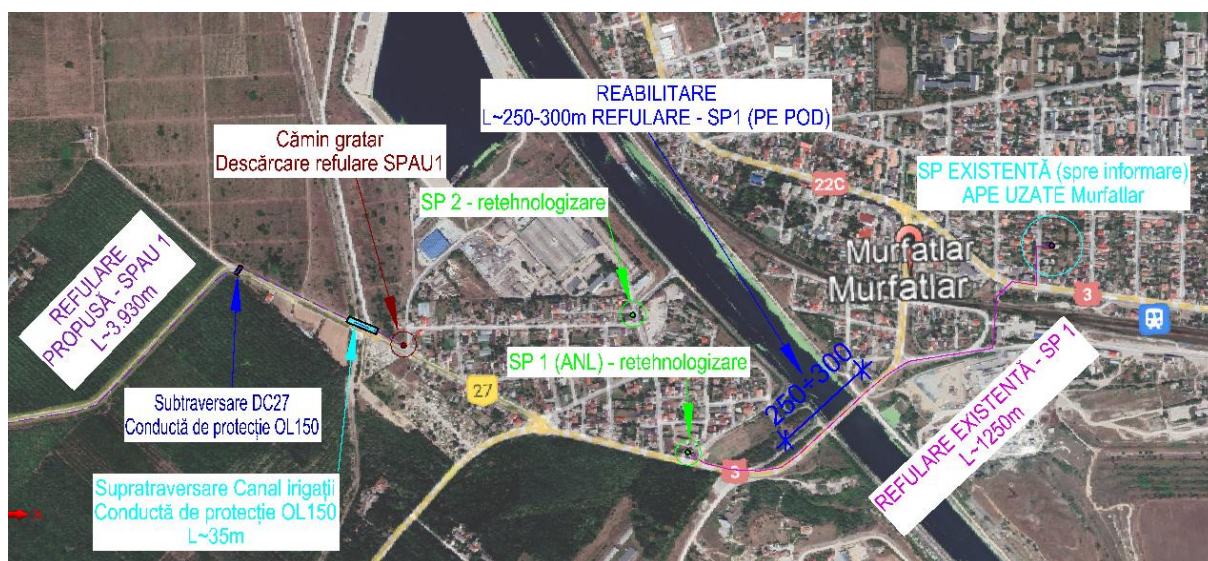 REABILITARE
L~250-300m REFULARE - SP1 (PE POD)
Cămin gratar
Descărcare refulare SPAU1
SP EXISTENTĂ (spre informare)
APE UZATE Murfatlar
22C
SP 2 - retehnologizare
Murfatlar
Murfatlar
REFULARE
PROPUSĂ - SPAU 1
L~3,930m
3
SP 1 (ANL) - retehnologizare
250÷300
27
Subtraversare DC27
Conductă de protecție OL150
3
REFULARE EXISTENTĂ - SP 1
L~1250m
Supratraversare Canal irigații
Conductă de protecție OL150
L~35m